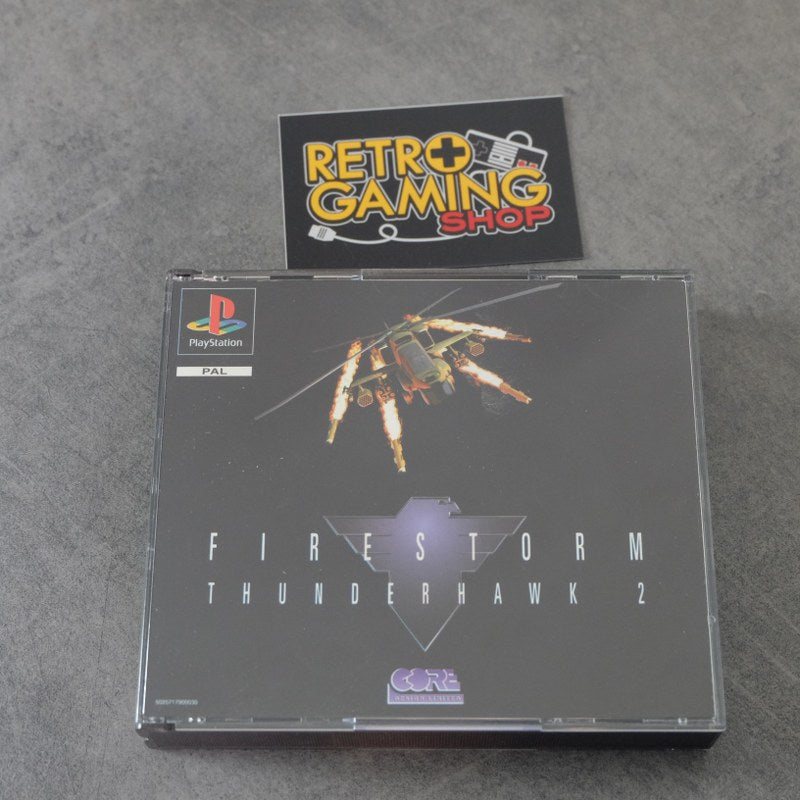 RETRO
GAMING
SHOP
PlayStation
PAL
FIRESTORM
THUNDERHAWK 2
CORE